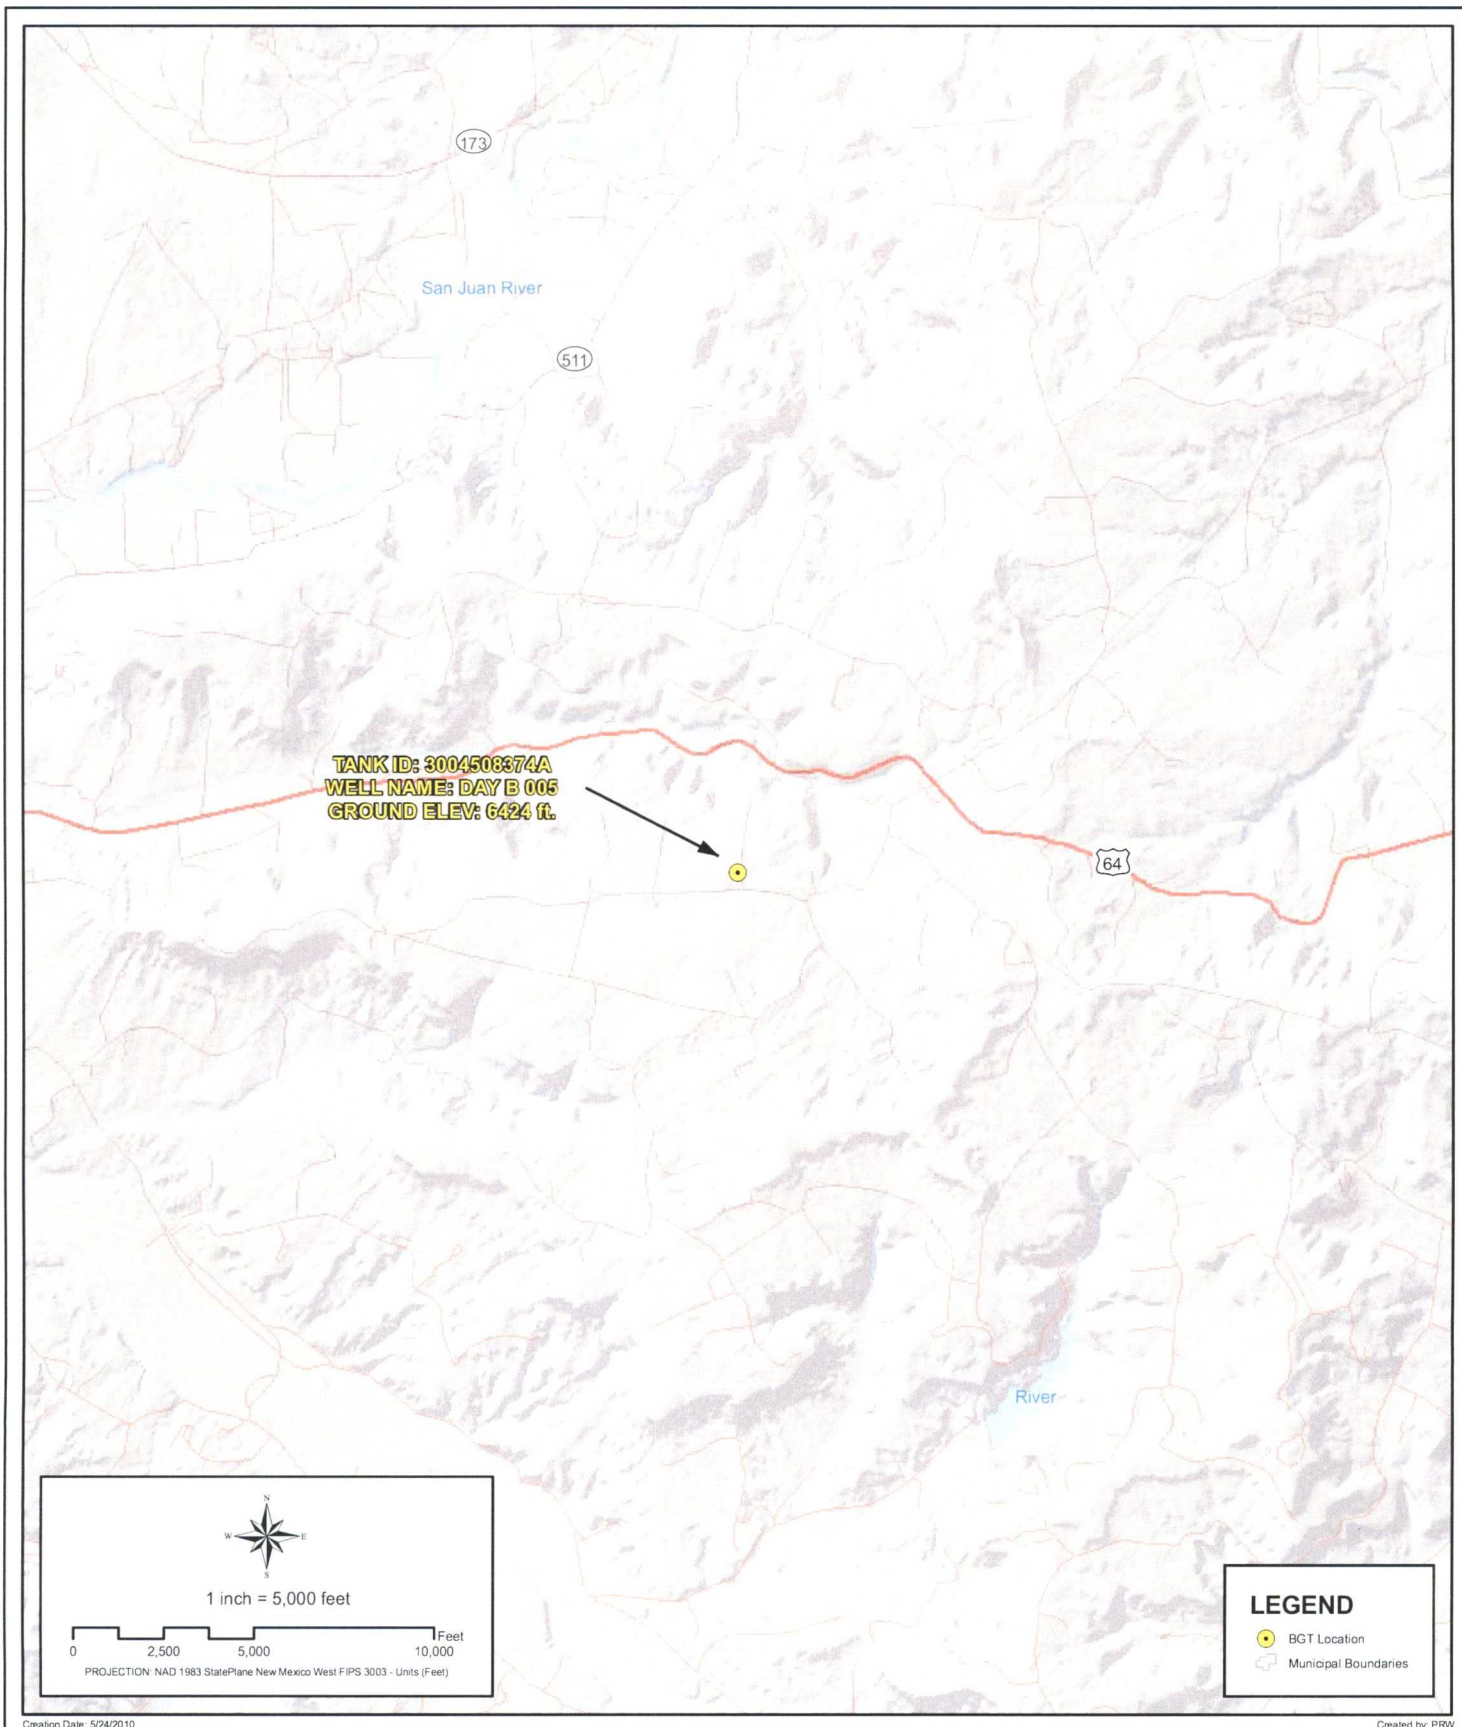 173
San Juan River
511
TANK ID: 3004508374A
WELL NAME: DAY B 005
GROUND ELEV: 6424 ft.
64
River
N
W E
S
1 inch = 5,000 feet
Feet
0 2,500 5,000 10,000
PROJECTION: NAD 1983 StatePlane New Mexico West FIPS 3003 - Units (Feet)
LEGEND
BGT Location
Municipal Boundaries
Creation Date: 5/24/2010
Created by: PRW